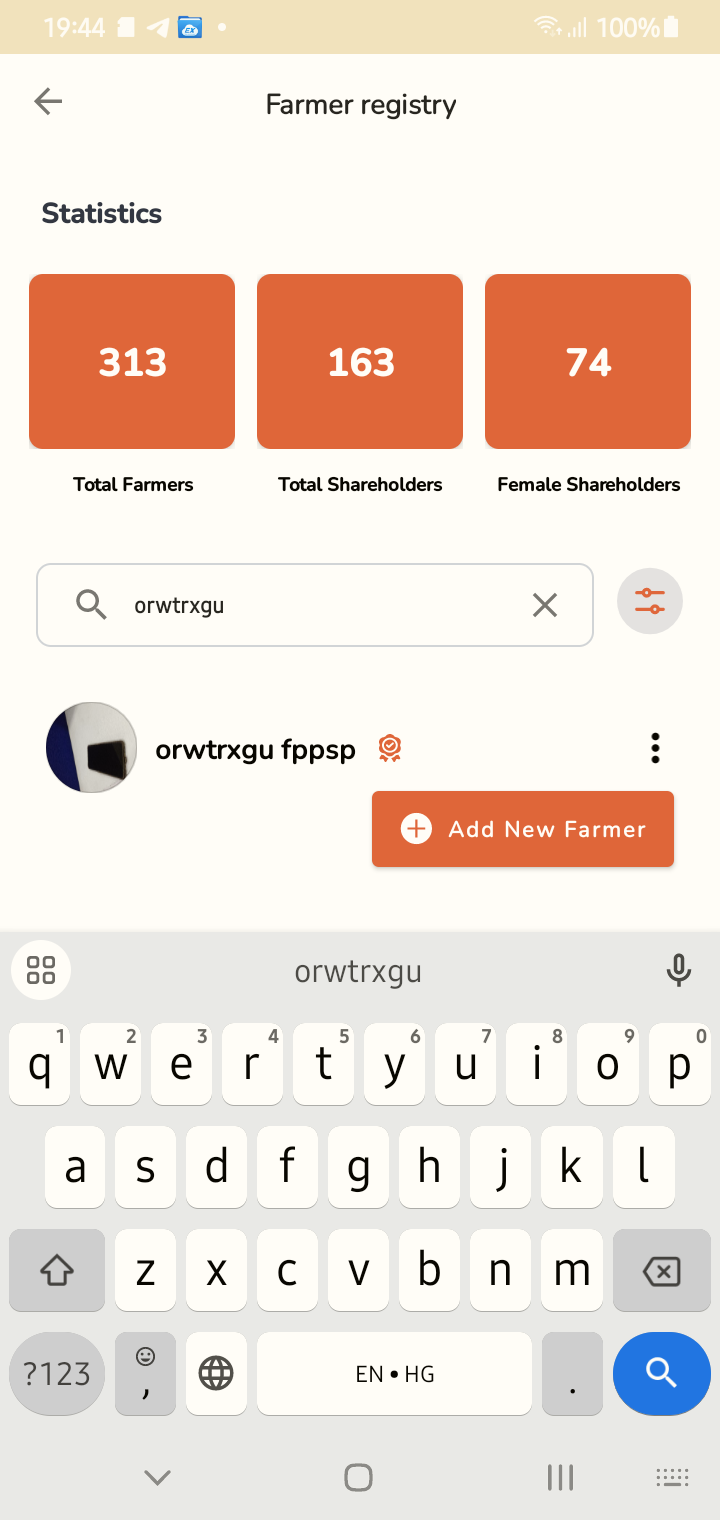 19:44 100%
Farmer registry
Statistics
313 163 74
Total Farmers Total Shareholders Female Shareholders
orwtrxgu
orwtrxgu fppsp
Add New Farmer
orwtrxgu
1 2 3 4 5 6 7 8 9 0
q w e r t y u i o p
a s d f g h j k l
z x c v b n m
?123 , EN • HG .